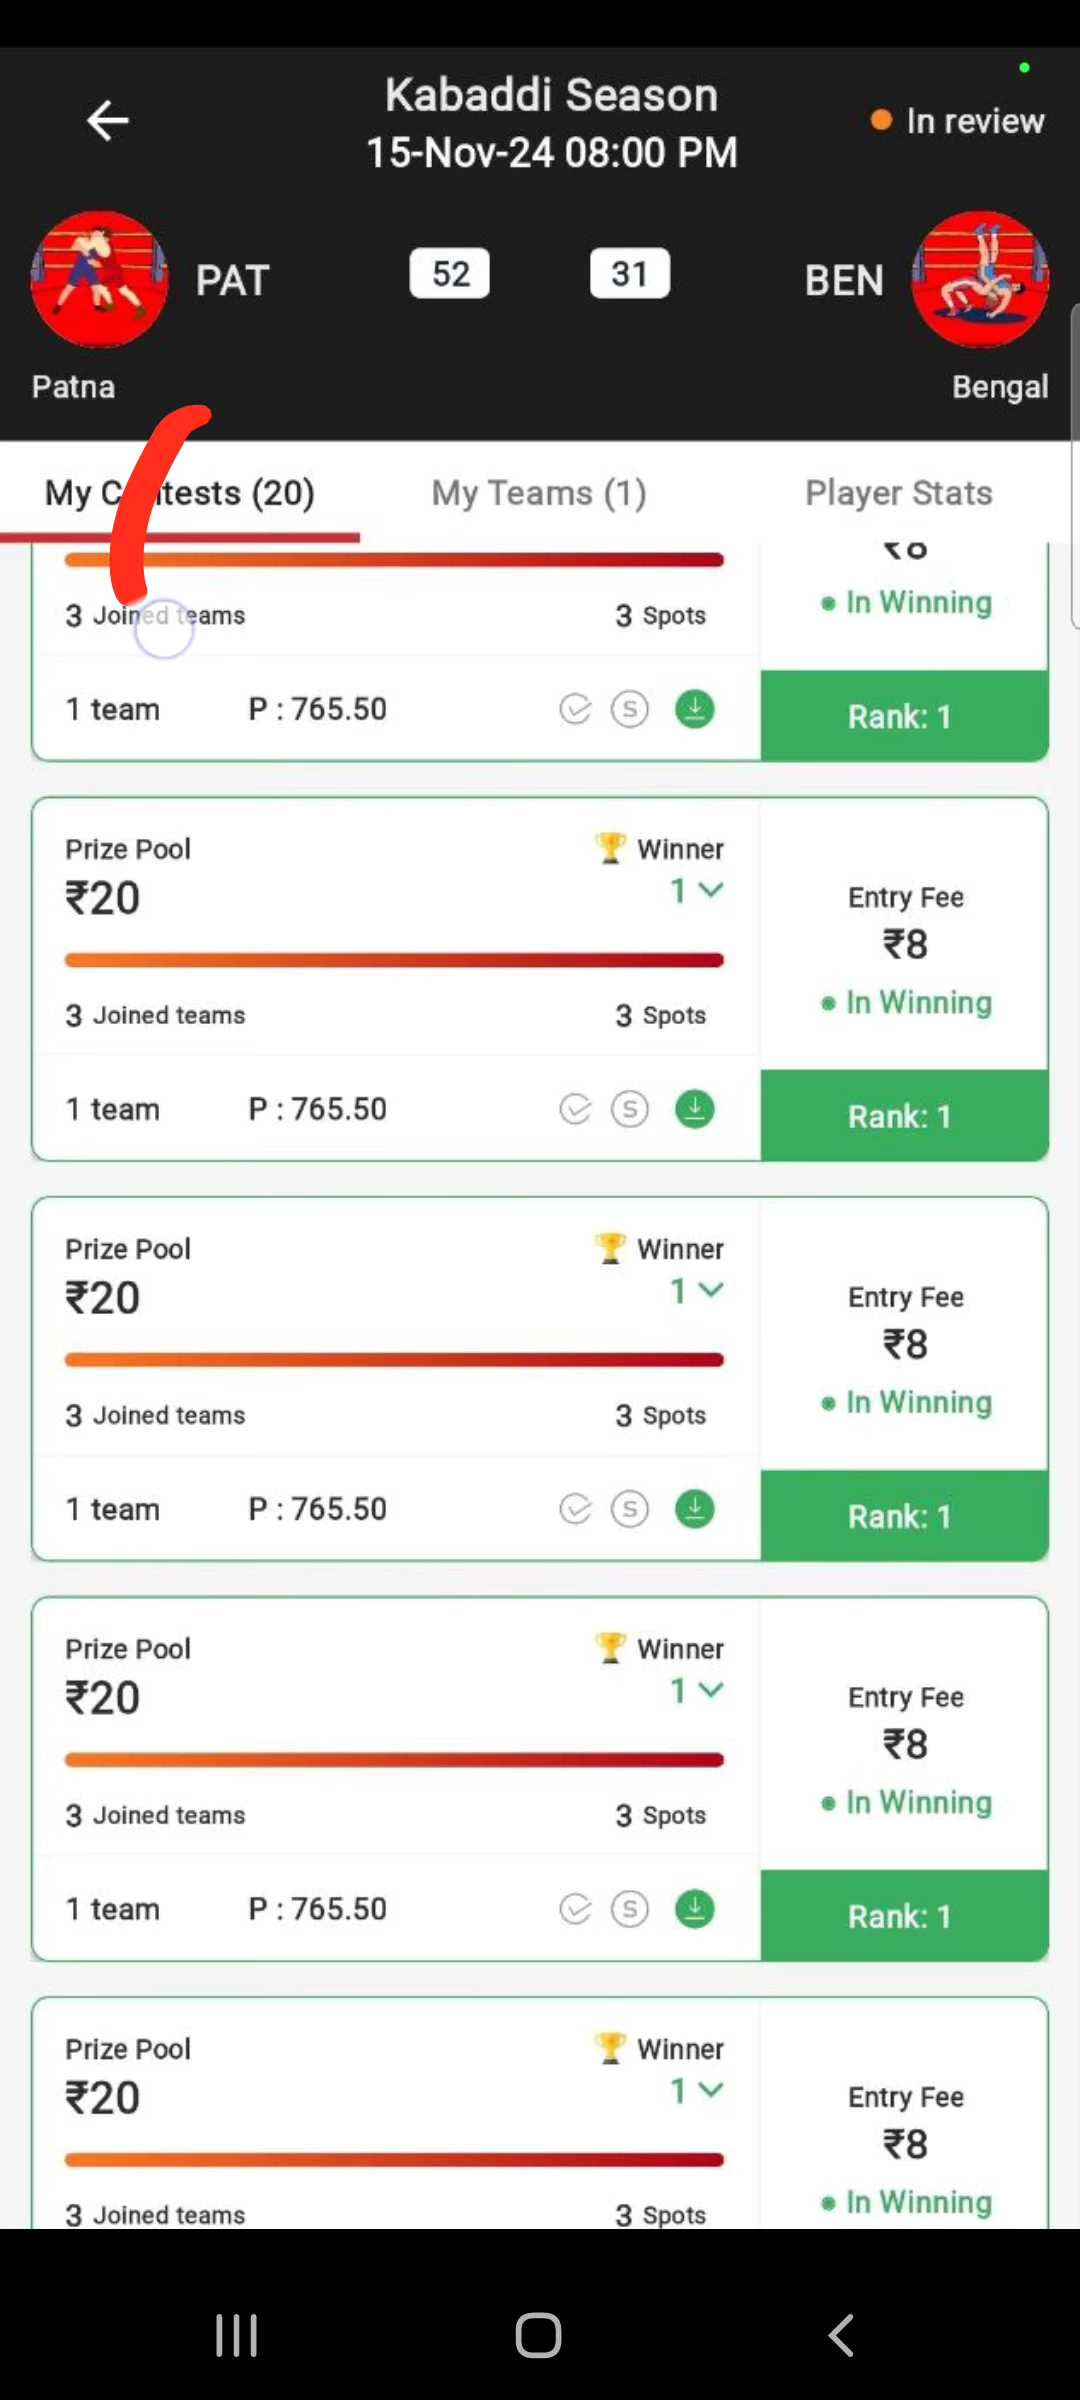 Kabaddi Season
15-Nov-24 08:00 PM
In review
PAT
52
31
BEN
Patna
Bengal
My Contests (20)
My Teams (1)
Player Stats
₹8
3 Joined teams
3 Spots
In Winning
1 team
P : 765.50
S
Rank: 1
Prize Pool
Winner
₹20
1
Entry Fee
₹8
3 Joined teams
3 Spots
In Winning
1 team
P : 765.50
S
Rank: 1
Prize Pool
Winner
₹20
1
Entry Fee
₹8
3 Joined teams
3 Spots
In Winning
1 team
P : 765.50
S
Rank: 1
Prize Pool
Winner
₹20
1
Entry Fee
₹8
3 Joined teams
3 Spots
In Winning
1 team
P : 765.50
S
Rank: 1
Prize Pool
Winner
₹20
1
Entry Fee
₹8
3 Joined teams
3 Spots
In Winning